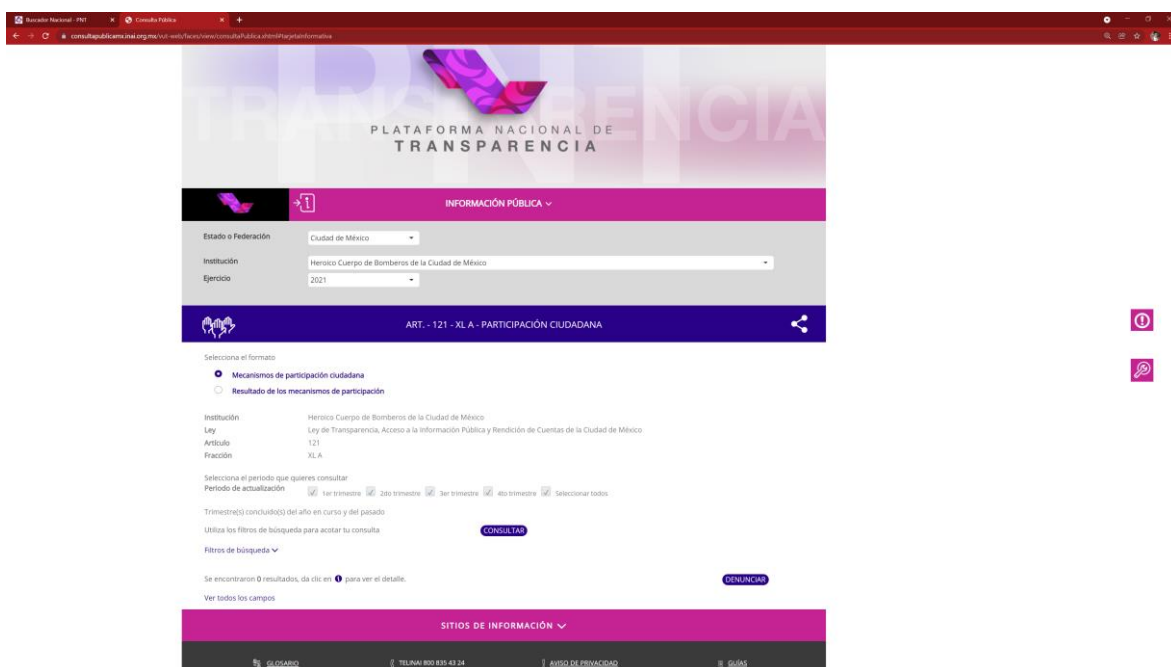 Buscador Nacional - PNT
Consulta Pública
consultapublicamx.inai.org.mx/vut-web/faces/view/consultaPublica.xhtml#tarjetaInformativa
PNT
TRANSPARENCIA
PLATAFORMA NACIONAL DE
TRANSPARENCIA
INFORMACIÓN PÚBLICA
Estado o Federación Ciudad de México
Institución Heroico Cuerpo de Bomberos de la Ciudad de México
Ejercicio 2021
ART. - 121 - XL A - PARTICIPACIÓN CIUDADANA
Selecciona el formato
Mecanismos de participación ciudadana
Resultado de los mecanismos de participación
Institución Heroico Cuerpo de Bomberos de la Ciudad de México
Ley Ley de Transparencia, Acceso a la Información Pública y Rendición de Cuentas de la Ciudad de México
Artículo 121
Fracción XL A
Selecciona el periodo que quieres consultar
Periodo de actualización 1er trimestre 2do trimestre 3er trimestre 4to trimestre Seleccionar todos
Trimestre(s) concluido(s) del año en curso y del pasado
Utiliza los filtros de búsqueda para acotar tu consulta CONSULTAR
Filtros de búsqueda
Se encontraron 0 resultados, da clic en i para ver el detalle. DENUNCIAR
Ver todos los campos
SITIOS DE INFORMACIÓN
GLOSARIO TELINAI 800 835 43 24 AVISO DE PRIVACIDAD GUÍAS